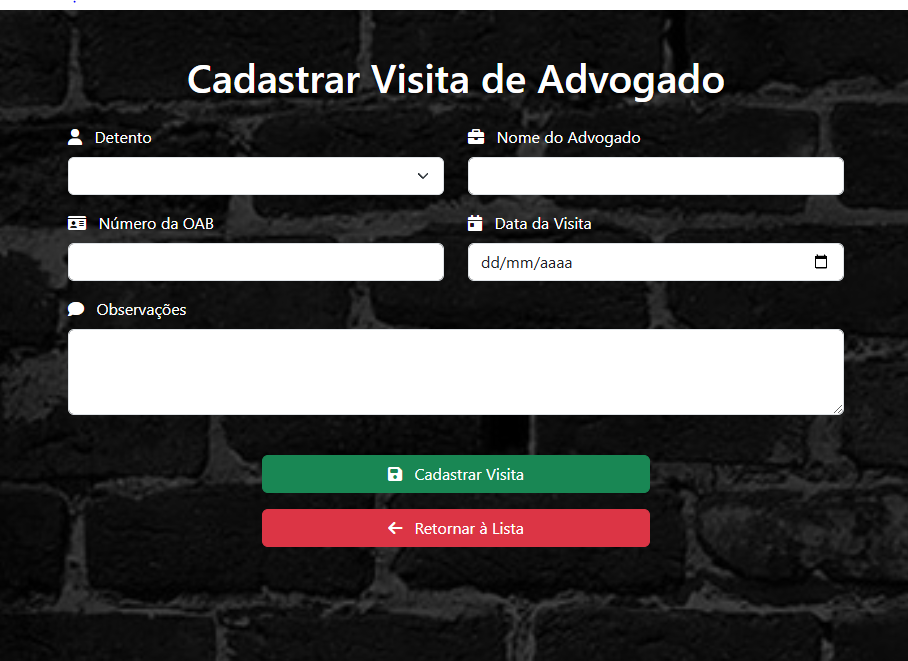 Cadastrar Visita de Advogado
Detento
Nome do Advogado
Número da OAB
Data da Visita
dd/mm/aaaa
Observações
Cadastrar Visita
Retornar à Lista